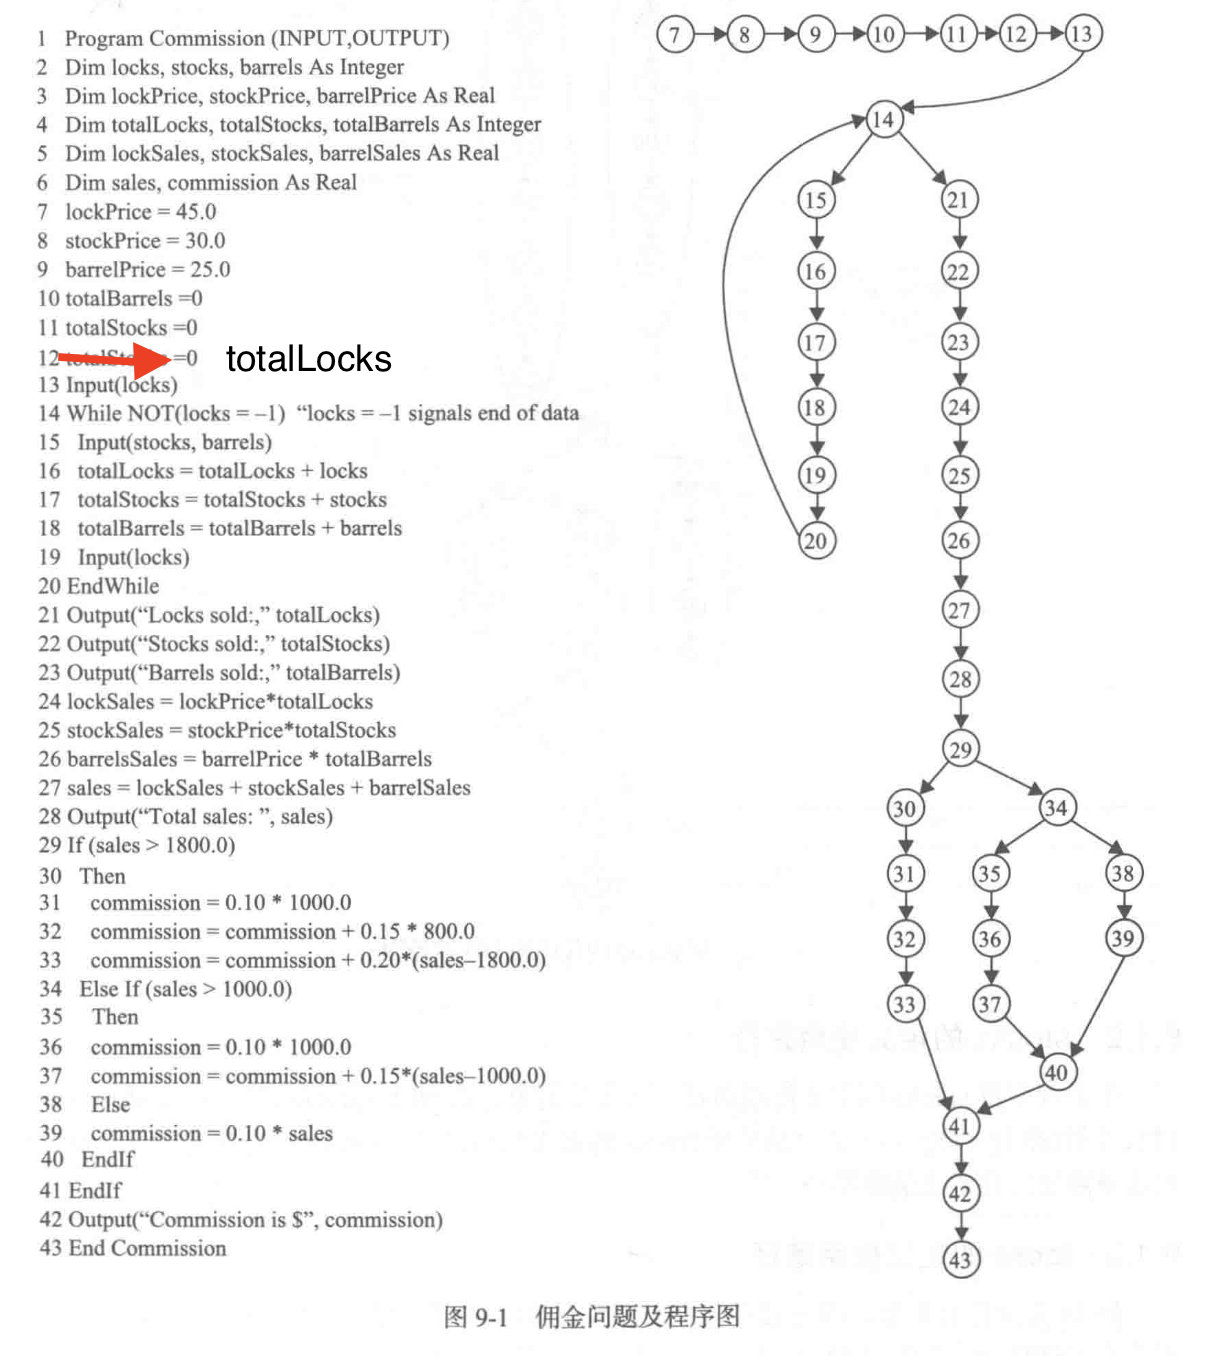 1 Program Commission (INPUT,OUTPUT)
2 Dim locks, stocks, barrels As Integer
3 Dim lockPrice, stockPrice, barrelPrice As Real
4 Dim totalLocks, totalStocks, totalBarrels As Integer
5 Dim lockSales, stockSales, barrelSales As Real
6 Dim sales, commission As Real
7 lockPrice = 45.0
8 stockPrice = 30.0
9 barrelPrice = 25.0
10 totalBarrels =0
11 totalStocks =0
12 totalStocks =0 totalLocks
13 Input(locks)
14 While NOT(locks = –1) “locks = –1 signals end of data
15 Input(stocks, barrels)
16 totalLocks = totalLocks + locks
17 totalStocks = totalStocks + stocks
18 totalBarrels = totalBarrels + barrels
19 Input(locks)
20 EndWhile
21 Output(“Locks sold:,” totalLocks)
22 Output(“Stocks sold:,” totalStocks)
23 Output(“Barrels sold:,” totalBarrels)
24 lockSales = lockPrice*totalLocks
25 stockSales = stockPrice*totalStocks
26 barrelsSales = barrelPrice * totalBarrels
27 sales = lockSales + stockSales + barrelSales
28 Output(“Total sales: ”, sales)
29 If (sales > 1800.0)
30 Then
31 commission = 0.10 * 1000.0
32 commission = commission + 0.15 * 800.0
33 commission = commission + 0.20*(sales–1800.0)
34 Else If (sales > 1000.0)
35 Then
36 commission = 0.10 * 1000.0
37 commission = commission + 0.15*(sales–1000.0)
38 Else
39 commission = 0.10 * sales
40 EndIf
41 EndIf
42 Output(“Commission is $”, commission)
43 End Commission
7 8 9 10 11 12 13
14
15 21
16 22
17 23
18 24
19 25
20 26
27
28
29
30 34
31 35 38
32 36 39
33 37
40
41
42
43
图 9-1 佣金问题及程序图